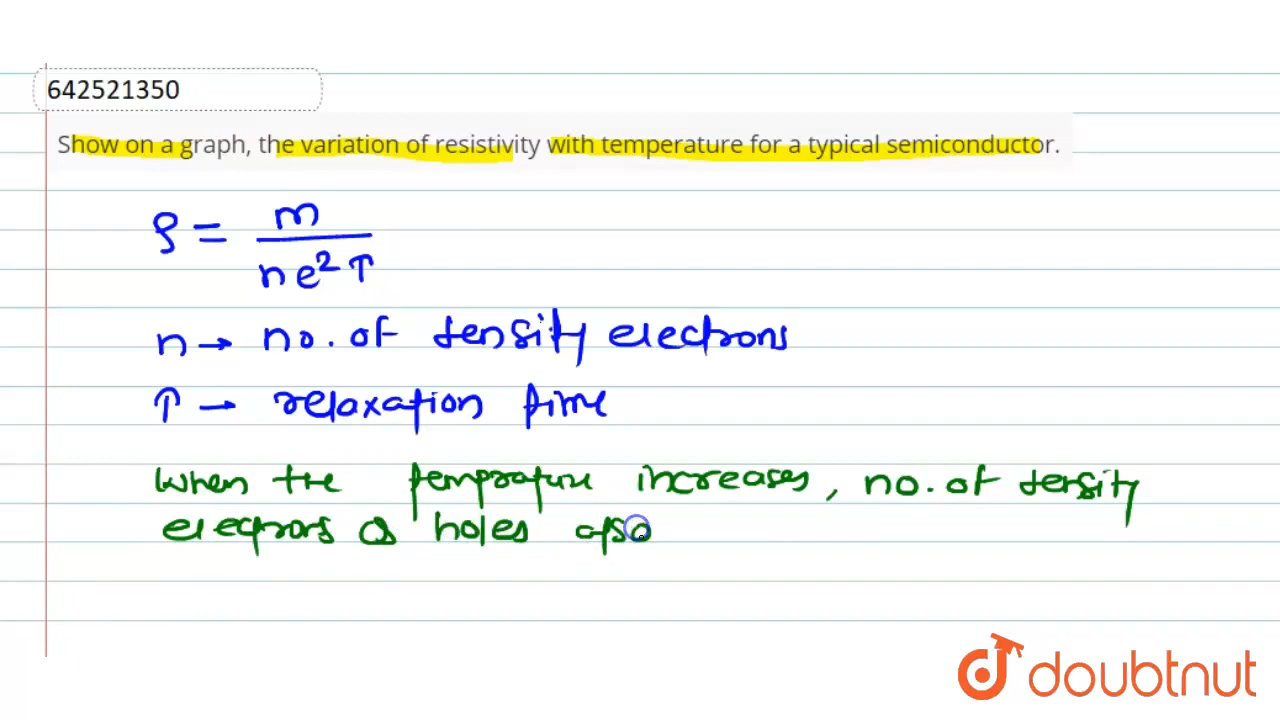 642521350
Show on a graph, the variation of resistivity with temperature for a typical semiconductor.
ρ = m / ne²τ
n → no. of density electrons
τ → relaxation time
When the temprature increases, no. of density
electrons & holes also
doubtnut